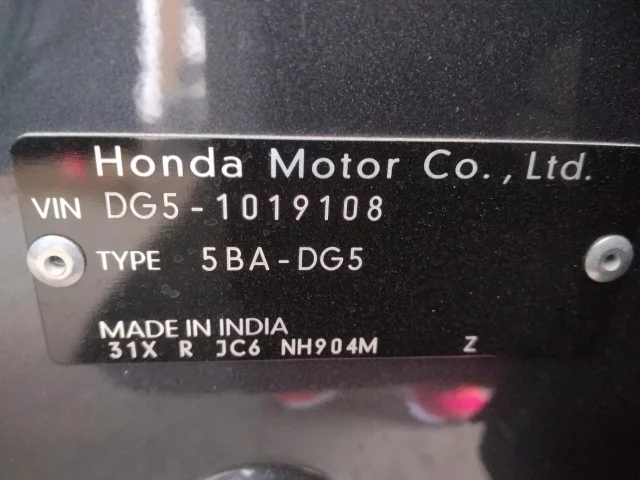 Honda Motor Co., Ltd.
VIN DG5-1019108
TYPE 5BA-DG5
MADE IN INDIA
31X R JC6 NH904M Z